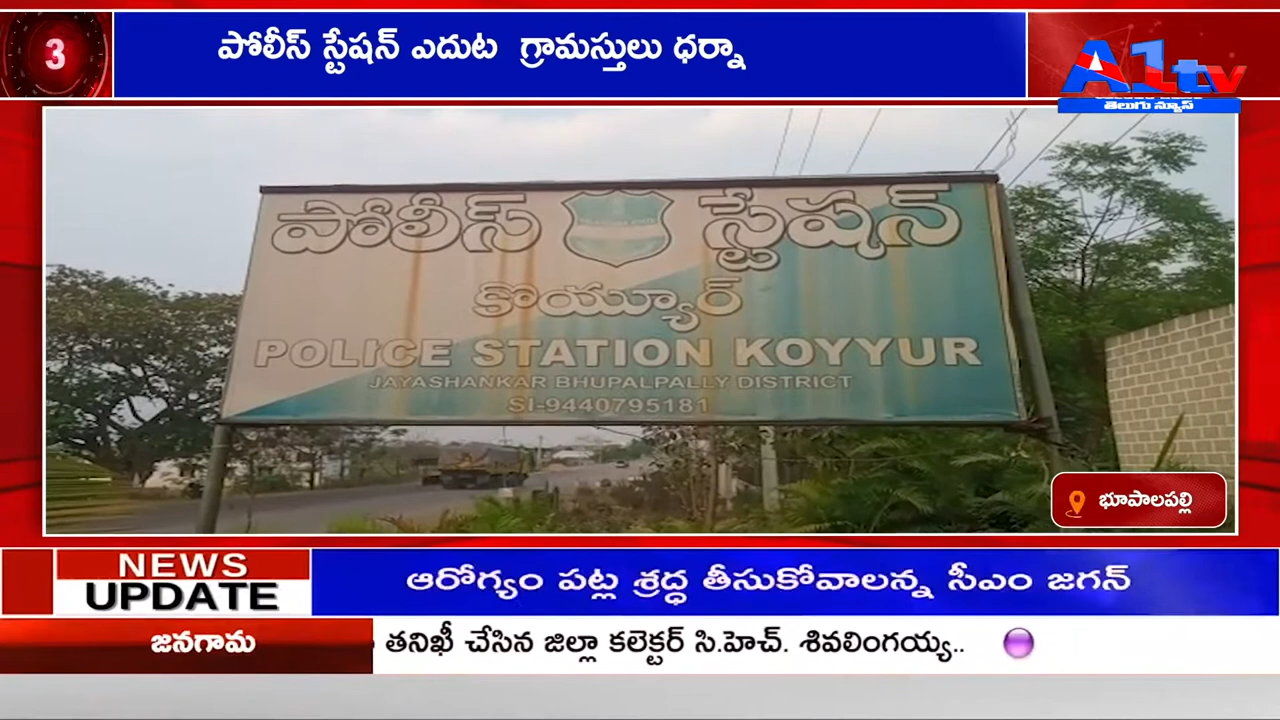 3
పోలీస్ స్టేషన్ ఎదుట గ్రామస్తులు ధర్నా
A1tv
తెలుగు న్యూస్
పోలీస్ స్టేషన్
కొయ్యూర్
POLICE STATION KOYYUR
JAYASHANKAR BHUPALPALLY DISTRICT
SI-9440795181
భూపాలపల్లి
NEWS
UPDATE
ఆరోగ్యం పట్ల శ్రద్ధ తీసుకోవాలన్న సీఎం జగన్
జనగామ
తనిఖీ చేసిన జిల్లా కలెక్టర్ సి.హెచ్. శివలింగయ్య..